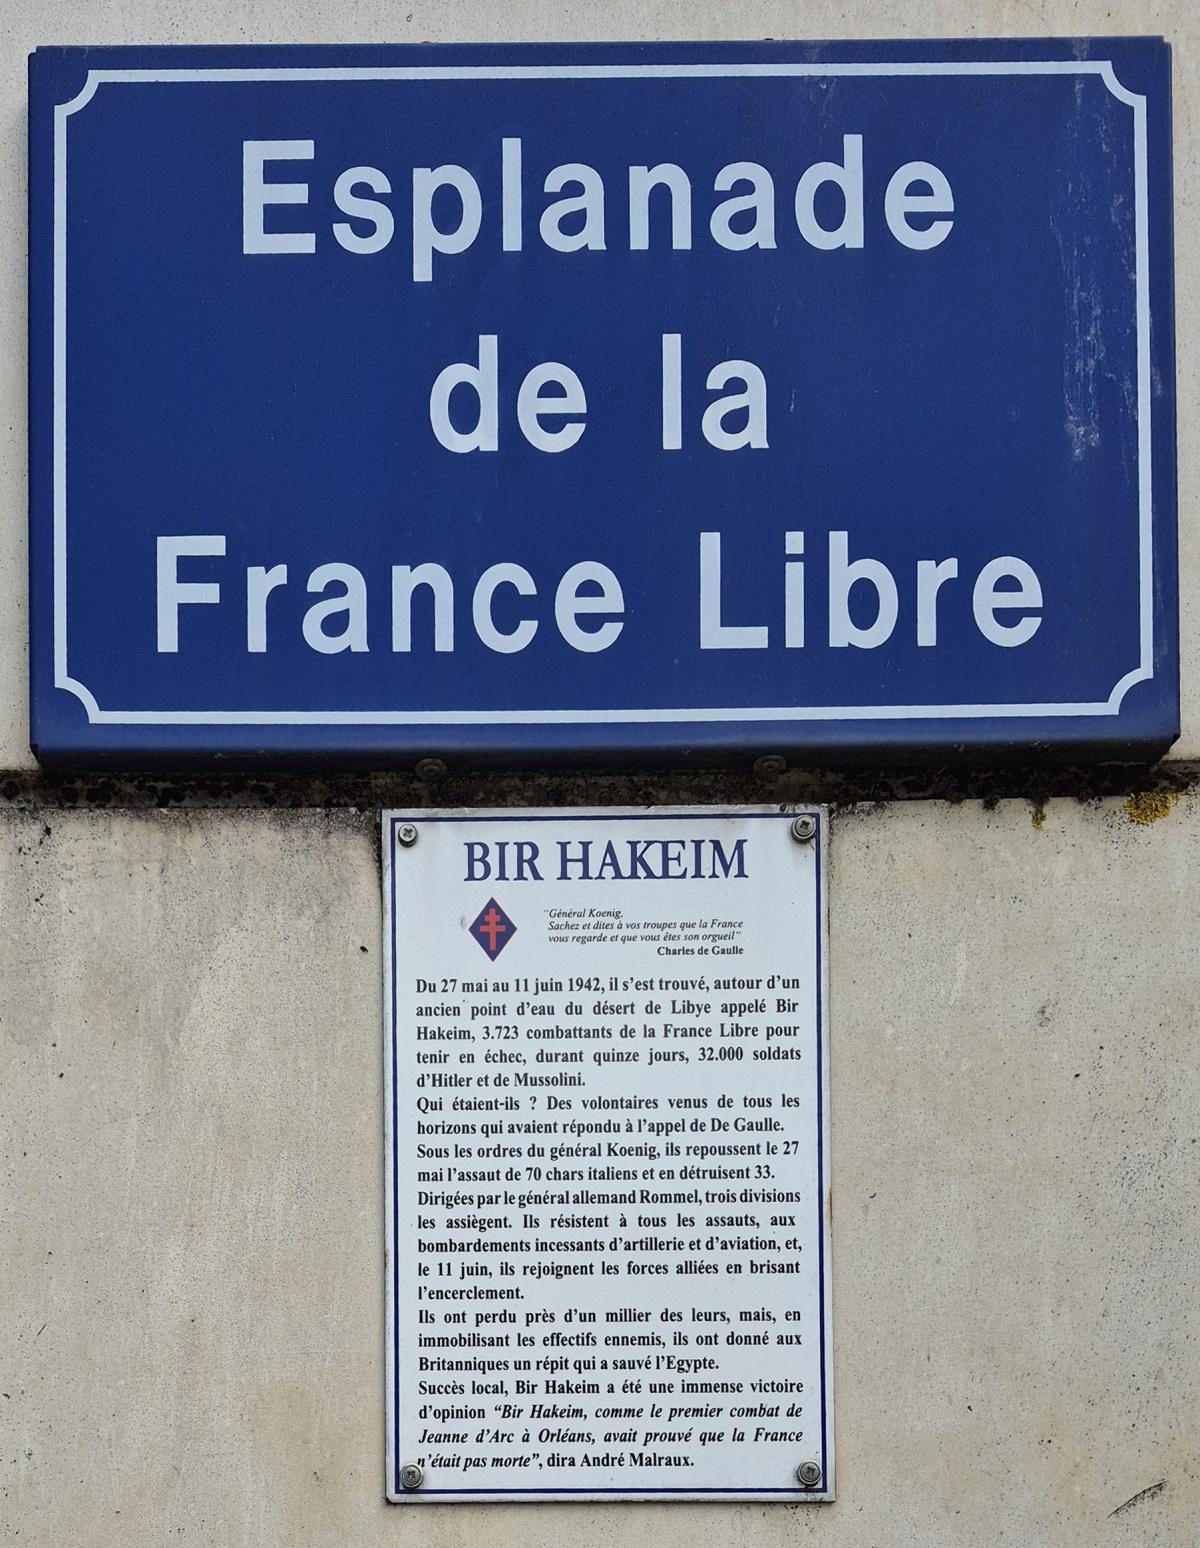 Esplanade
de la
France Libre
BIR HAKEIM
"Général Koenig,
Sachez et dites à vos troupes que la France
vous regarde et que vous êtes son orgueil"
Charles de Gaulle
Du 27 mai au 11 juin 1942, il s'est trouvé, autour d'un
ancien point d'eau du désert de Libye appelé Bir
Hakeim, 3.723 combattants de la France Libre pour
tenir en échec, durant quinze jours, 32.000 soldats
d'Hitler et de Mussolini.
Qui étaient-ils ? Des volontaires venus de tous les
horizons qui avaient répondu à l'appel de De Gaulle.
Sous les ordres du général Koenig, ils repoussent le 27
mai l'assaut de 70 chars italiens et en détruisent 33.
Dirigées par le général allemand Rommel, trois divisions
les assiègent. Ils résistent à tous les assauts, aux
bombardements incessants d'artillerie et d'aviation, et,
le 11 juin, ils rejoignent les forces alliées en brisant
l'encerclement.
Ils ont perdu près d'un millier des leurs, mais, en
immobilisant les effectifs ennemis, ils ont donné aux
Britanniques un répit qui a sauvé l'Egypte.
Succès local, Bir Hakeim a été une immense victoire
d'opinion "Bir Hakeim, comme le premier combat de
Jeanne d'Arc à Orléans, avait prouvé que la France
n'était pas morte", dira André Malraux.